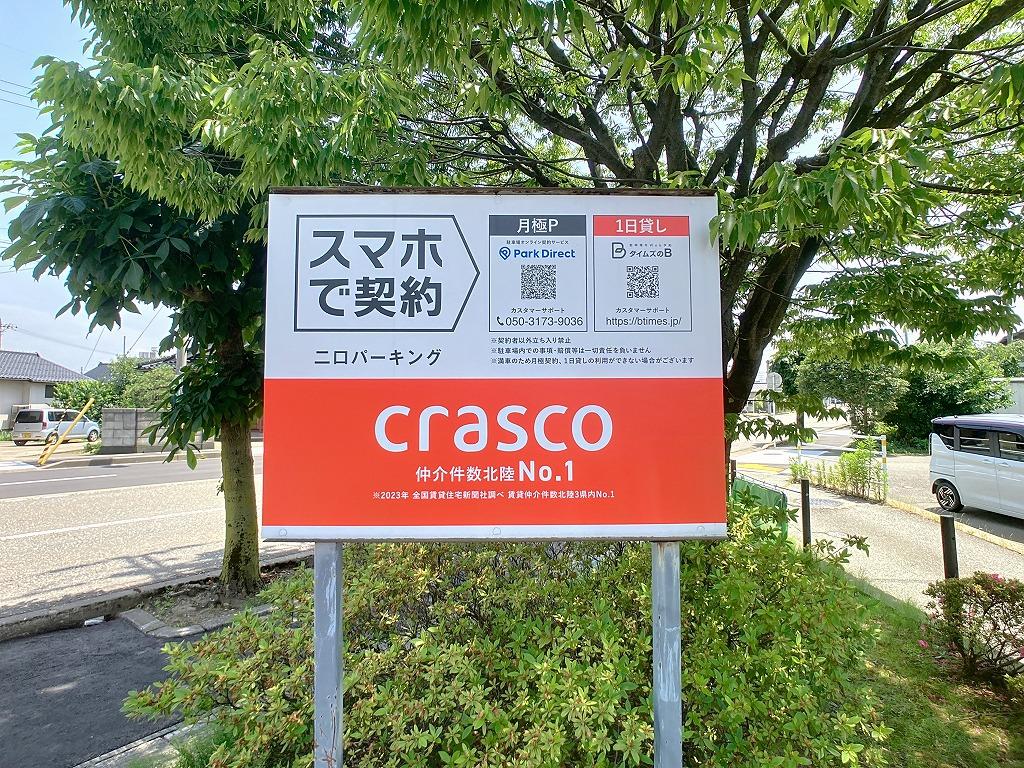 スマホ
で契約
二口パーキング
月極P
駐車場オンライン契約サービス
Park Direct
カスタマーサポート
050-3173-9036
1日貸し
タイムズのB
カスタマーサポート
https://btimes.jp/
※契約者以外立ち入り禁止
※駐車場内での事項・賠償等は一切責任を負いません
※満車のため月極契約、1日貸しの利用ができない場合がございます
crasco
仲介件数北陸No.1
※2023年 全国賃貸住宅新聞社調べ 賃貸仲介件数北陸3県内No.1